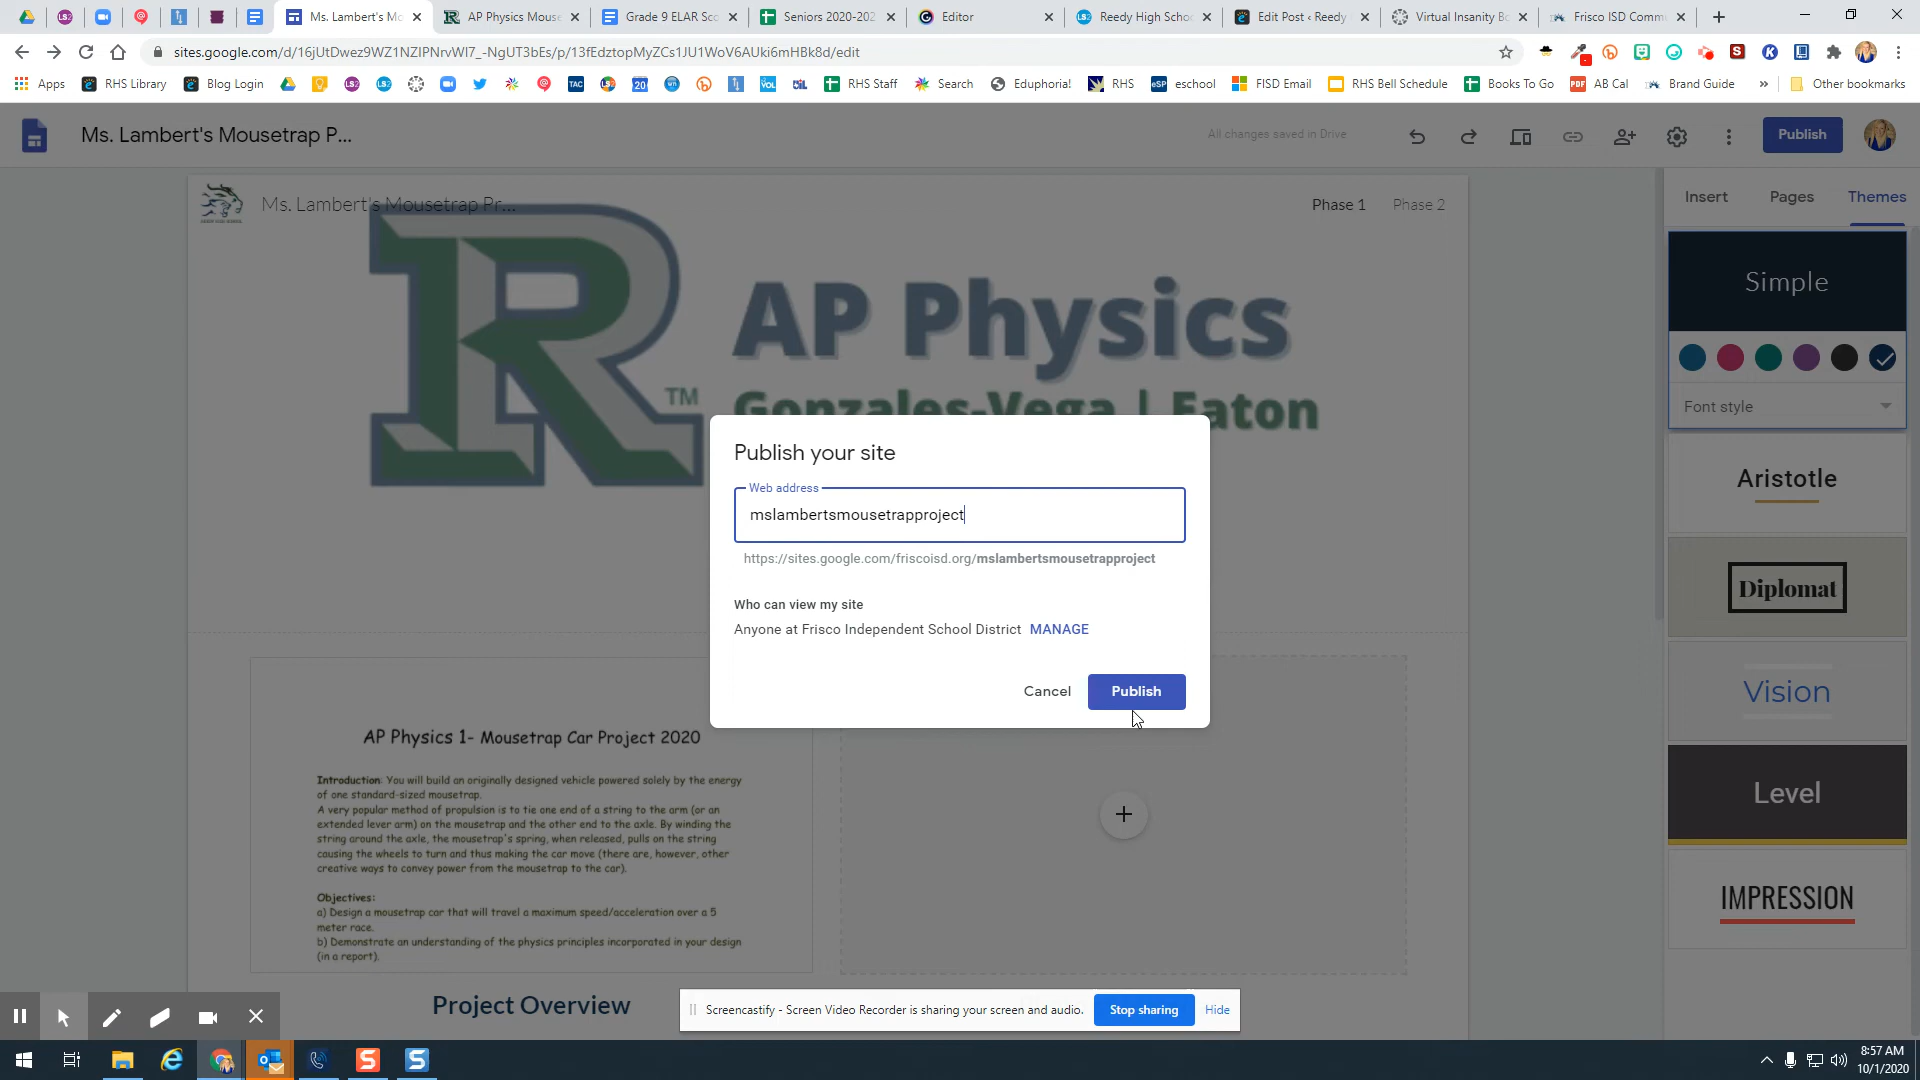 Ms. Lambert's Mo
AP Physics Mouse
Grade 9 ELAR Sco
Seniors 2020-202
Editor
Reedy High Schoo
Edit Post ‹ Reedy
Virtual Insanity Bo
Frisco ISD Comm
sites.google.com/d/16jUtDwez9WZ1NZIPNrvWl7_-NgUT3bEs/p/13fEdztopMyZCs1JU1WoV6AUki6mHBk8d/edit
Apps
RHS Library
Blog Login
RHS Staff
Search
Eduphoria!
RHS
eschool
FISD Email
RHS Bell Schedule
Books To Go
AB Cal
Brand Guide
»
Other bookmarks
Ms. Lambert's Mousetrap P...
All changes saved in Drive
Publish
Ms. Lambert's Mousetrap Pr...
Phase 1
Phase 2
Insert
Pages
Themes
R
TM
AP Physics
Gonzales-Vega | Eaton
Simple
Font style
Aristotle
Diplomat
Vision
Level
IMPRESSION
Publish your site
Web address
mslambertsmousetrapproject
https://sites.google.com/friscoisd.org/mslambertsmousetrapproject
Who can view my site
Anyone at Frisco Independent School District MANAGE
Cancel
Publish
AP Physics 1- Mousetrap Car Project 2020
Introduction: You will build an originally designed vehicle powered solely by the energy
of one standard-sized mousetrap.
A very popular method of propulsion is to tie one end of a string to the arm (or an
extended lever arm) on the mousetrap and the other end to the axle. By winding the
string around the axle, the mousetrap's spring, when released, pulls on the string
causing the wheels to turn and thus making the car move (there are, however, other
creative ways to convey power from the mousetrap to the car).
Objectives:
a) Design a mousetrap car that will travel a maximum speed/acceleration over a 5
meter race.
b) Demonstrate an understanding of the physics principles incorporated in your design
(in a report).
Project Overview
Screencastify - Screen Video Recorder is sharing your screen and audio.
Stop sharing
Hide
8:57 AM
10/1/2020